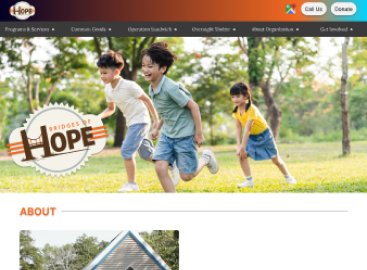 HOPE
Call Us
Donate
Programs & Services
Common Goods
Operation Sandwich
Overnight Shelter
About Organization
Get Involved
BRIDGES OF
HOPE
ABOUT